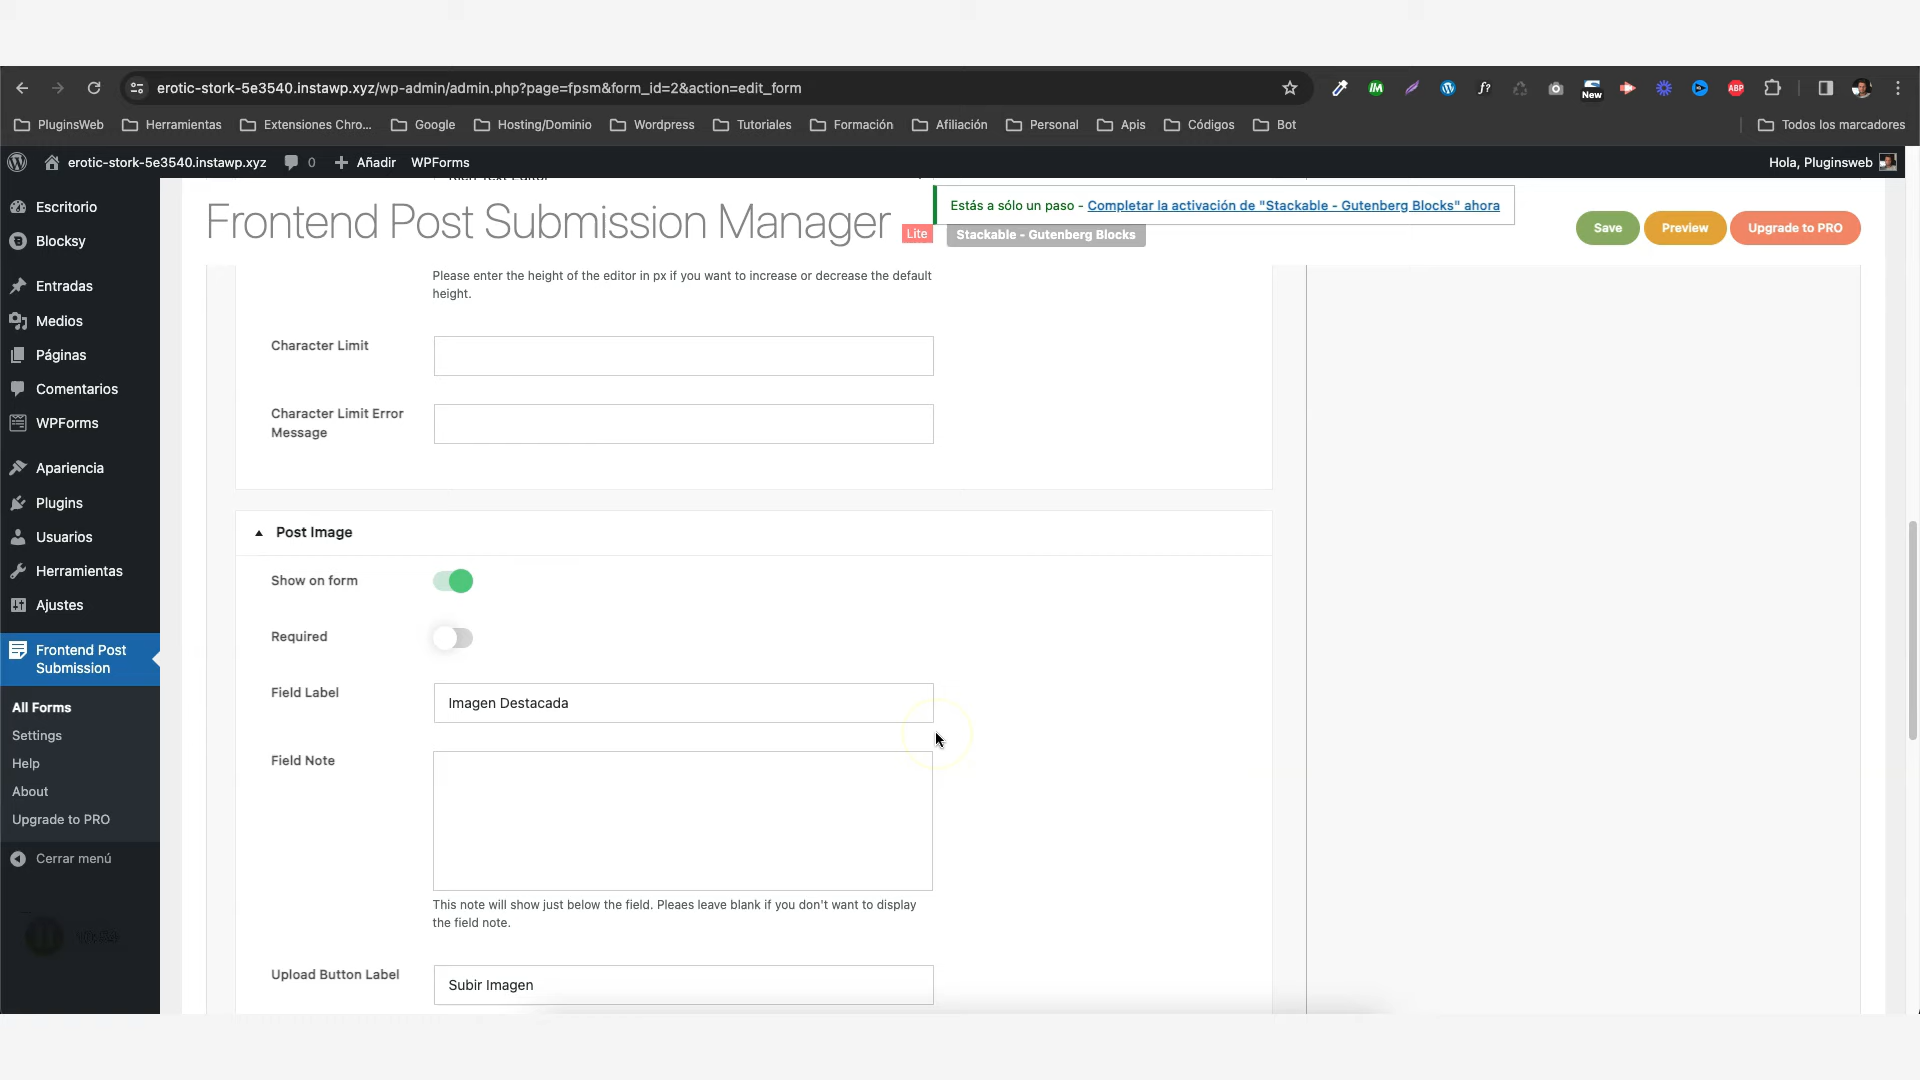 erotic-stork-5e3540.instawp.xyz/wp-admin/admin.php?page=fpsm&form_id=2&action=edit_form
New
ABP
PluginsWeb
Herramientas
Extensiones Chro...
Google
Hosting/Dominio
Wordpress
Tutoriales
Formación
Afiliación
Personal
Apis
Códigos
Bot
Todos los marcadores
erotic-stork-5e3540.instawp.xyz
0
Añadir
WPForms
Hola, Pluginsweb
Escritorio
Blocksy
Entradas
Medios
Páginas
Comentarios
WPForms
Apariencia
Plugins
Usuarios
Herramientas
Ajustes
Frontend Post
Submission
All Forms
Settings
Help
About
Upgrade to PRO
Cerrar menú
Frontend Post Submission Manager
Lite
Estás a sólo un paso - Completar la activación de "Stackable - Gutenberg Blocks" ahora
Stackable - Gutenberg Blocks
Save
Preview
Upgrade to PRO
Please enter the height of the editor in px if you want to increase or decrease the default
height.
Character Limit
Character Limit Error
Message
Post Image
Show on form
Required
Field Label
Imagen Destacada
Field Note
This note will show just below the field. Pleaes leave blank if you don't want to display
the field note.
Upload Button Label
Subir Imagen